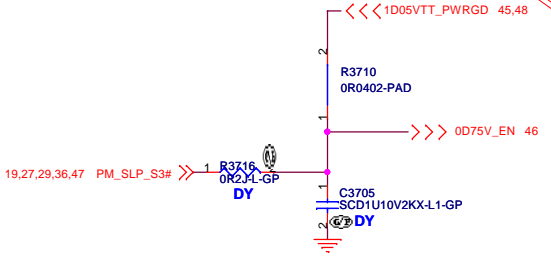 1D05VTT_PWRGD 45,48
2
R3710
0R0402-PAD
1
0D75V_EN 46
19,27,29,36,47 PM_SLP_S3# 1 R3716
0R2J-L-GP
DY
1
C3705
SCD1U10V2KX-L1-GP
2
DY